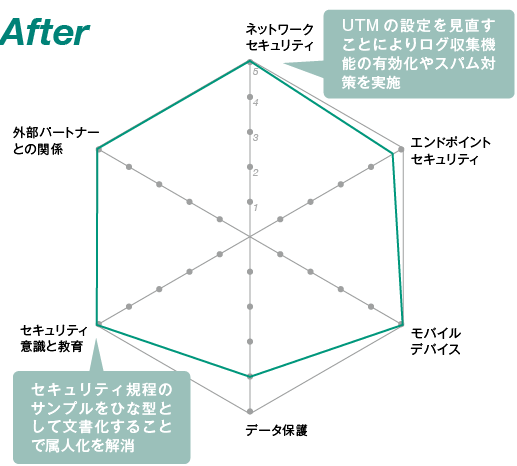 After
ネットワーク
セキュリティ
UTMの設定を見直す
ことによりログ収集機
能の有効化やスパム対
策を実施
5
4
3
2
1
外部パートナー
との関係
エンドポイント
セキュリティ
セキュリティ
意識と教育
モバイル
デバイス
セキュリティ規程の
サンプルをひな型と
して文書化すること
で属人化を解消
データ保護